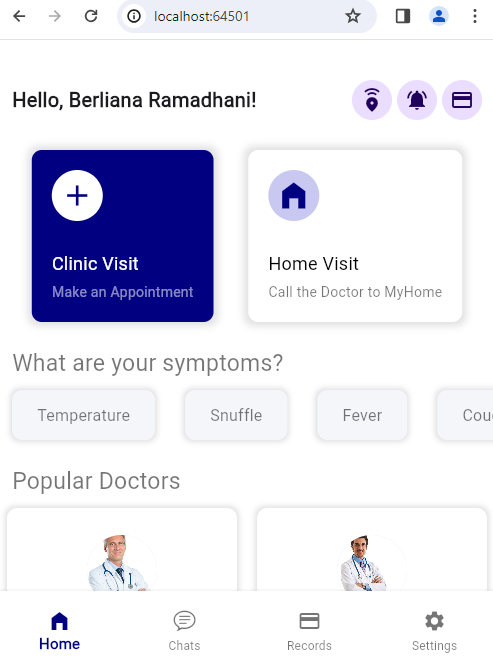 localhost:64501
Hello, Berliana Ramadhani!
Clinic Visit
Make an Appointment
Home Visit
Call the Doctor to MyHome
What are your symptoms?
Temperature
Snuffle
Fever
Cou
Popular Doctors
Home
Chats
Records
Settings